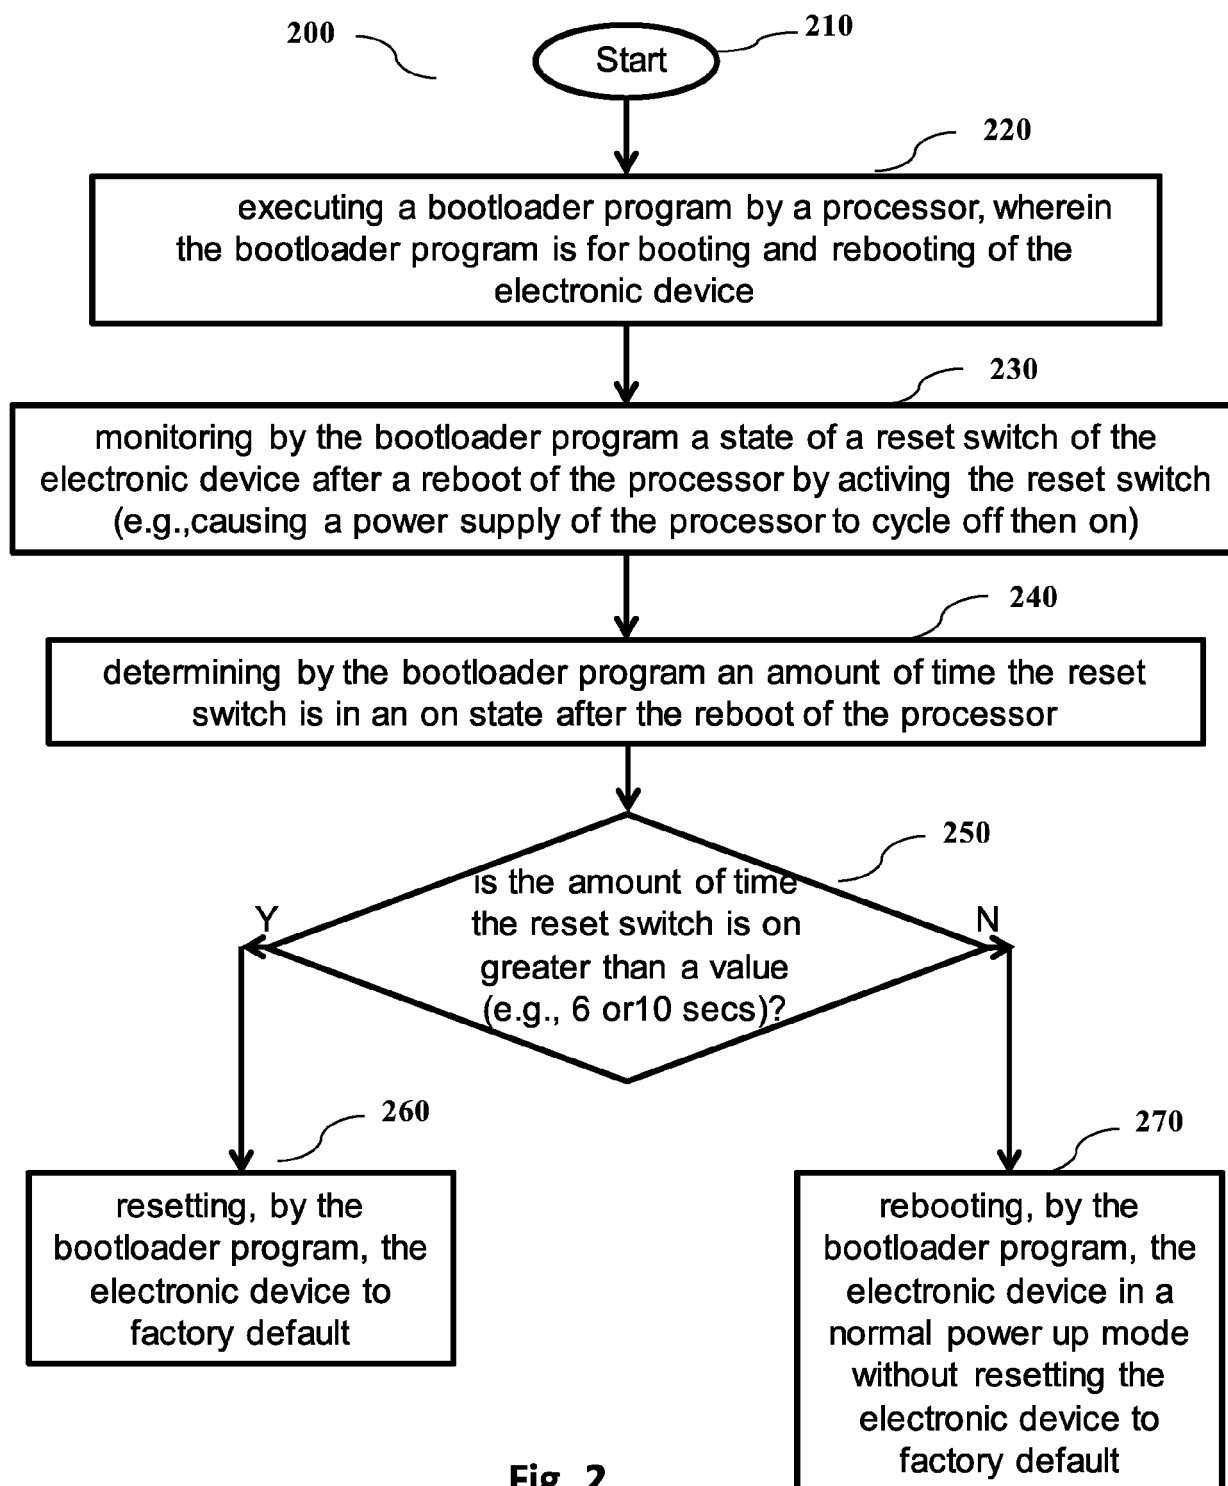 200
210
Start
220
executing a bootloader program by a processor, wherein
the bootloader program is for booting and rebooting of the
electronic device
230
monitoring by the bootloader program a state of a reset switch of the
electronic device after a reboot of the processor by activing the reset switch
(e.g.,causing a power supply of the processor to cycle off then on)
240
determining by the bootloader program an amount of time the reset
switch is in an on state after the reboot of the processor
250
is the amount of time
the reset switch is on
greater than a value
(e.g., 6 or10 secs)?
Y
N
260
resetting, by the
bootloader program, the
electronic device to
factory default
270
rebooting, by the
bootloader program, the
electronic device in a
normal power up mode
without resetting the
electronic device to
factory default
Fig. 2